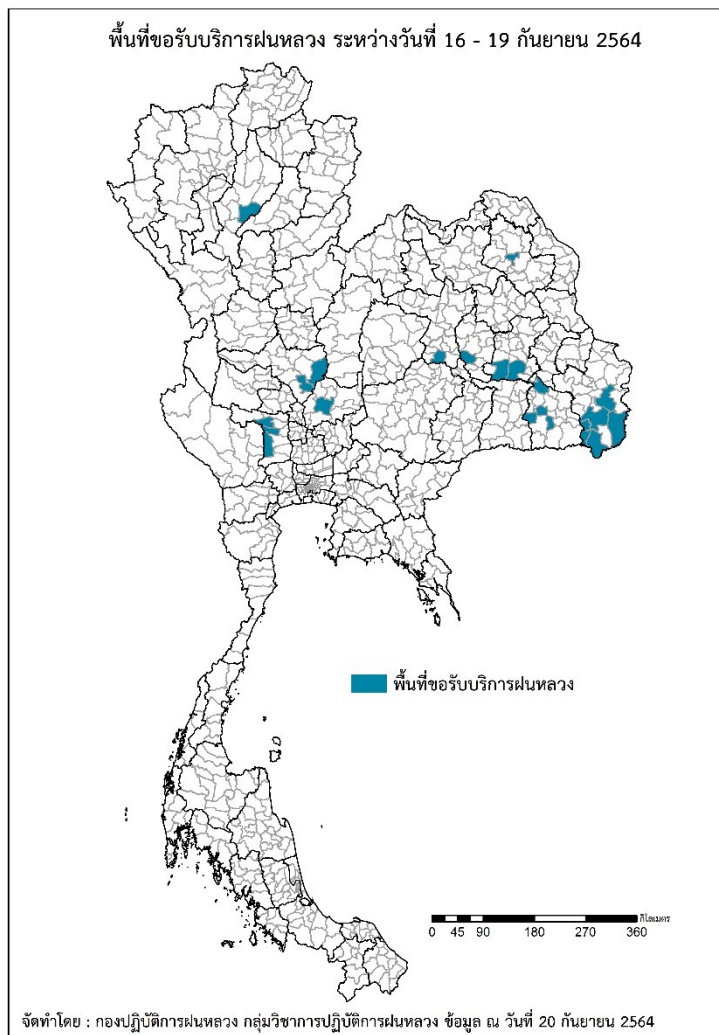 พื้นที่ขอรับบริการฝนหลวง ระหว่างวันที่ 16 - 19 กันยายน 2564
พื้นที่ขอรับบริการฝนหลวง
กิโลเมตร
0 45 90 180 270 360
จัดทำโดย : กองปฏิบัติการฝนหลวง กลุ่มวิชาการปฏิบัติการฝนหลวง ข้อมูล ณ วันที่ 20 กันยายน 2564